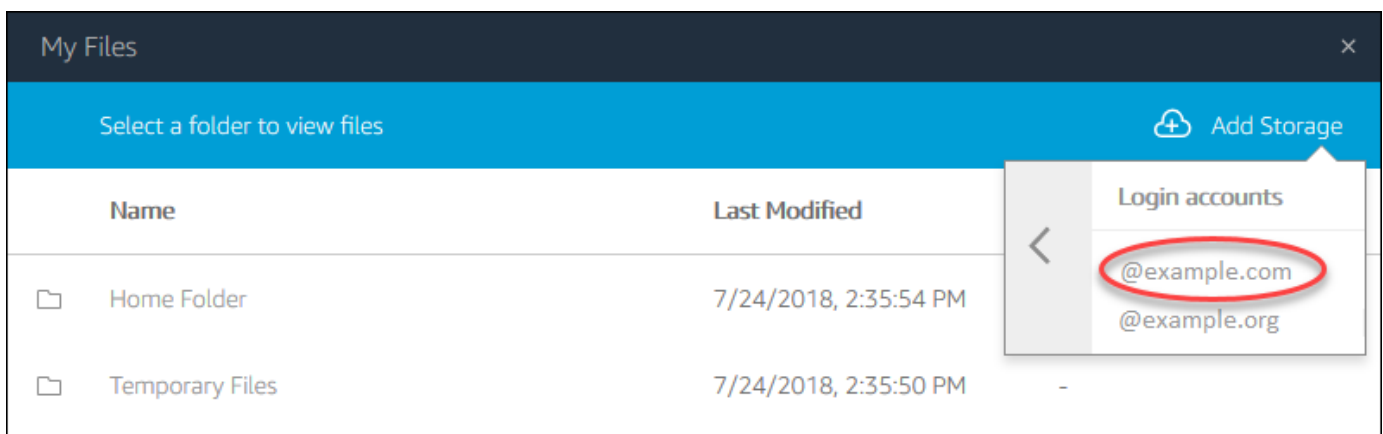 My Files ×
Select a folder to view files Add Storage
Name Last Modified
Login accounts
@example.com
@example.org
Home Folder 7/24/2018, 2:35:54 PM
Temporary Files 7/24/2018, 2:35:50 PM -